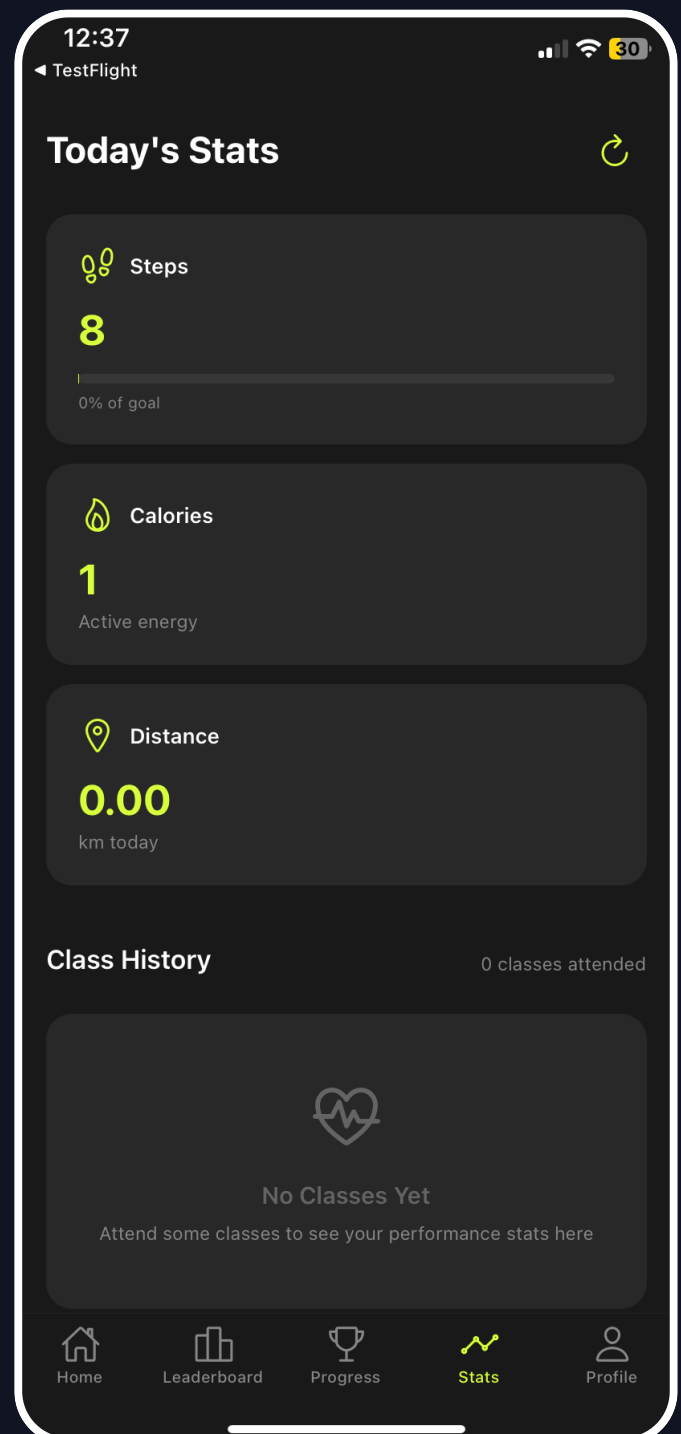 12:37
30
◀ TestFlight
Today's Stats
Steps
8
0% of goal
Calories
1
Active energy
Distance
0.00
km today
Class History
0 classes attended
No Classes Yet
Attend some classes to see your performance stats here
Home
Leaderboard
Progress
Stats
Profile